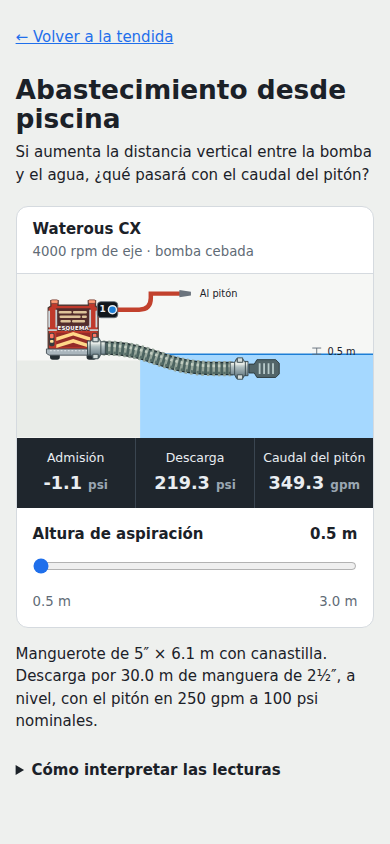 ← Volver a la tendida
Abastecimiento desde
piscina
Si aumenta la distancia vertical entre la bomba
y el agua, ¿qué pasa con el caudal del pitón?
Waterous CX
4000 rpm de eje · bomba cebada
Al pitón
1
ESQUEMA
0.5 m
Admisión
Descarga
Caudal del pitón
-1.1 psi
219.3 psi
349.3 gpm
Altura de aspiración
0.5 m
0.5 m
3.0 m
Manguerote de 5″ × 6.1 m con canastilla.
Descarga por 30.0 m de manguera de 2½″, a
nivel, con el pitón en 250 gpm a 100 psi
nominales.
▶ Cómo interpretar las lecturas